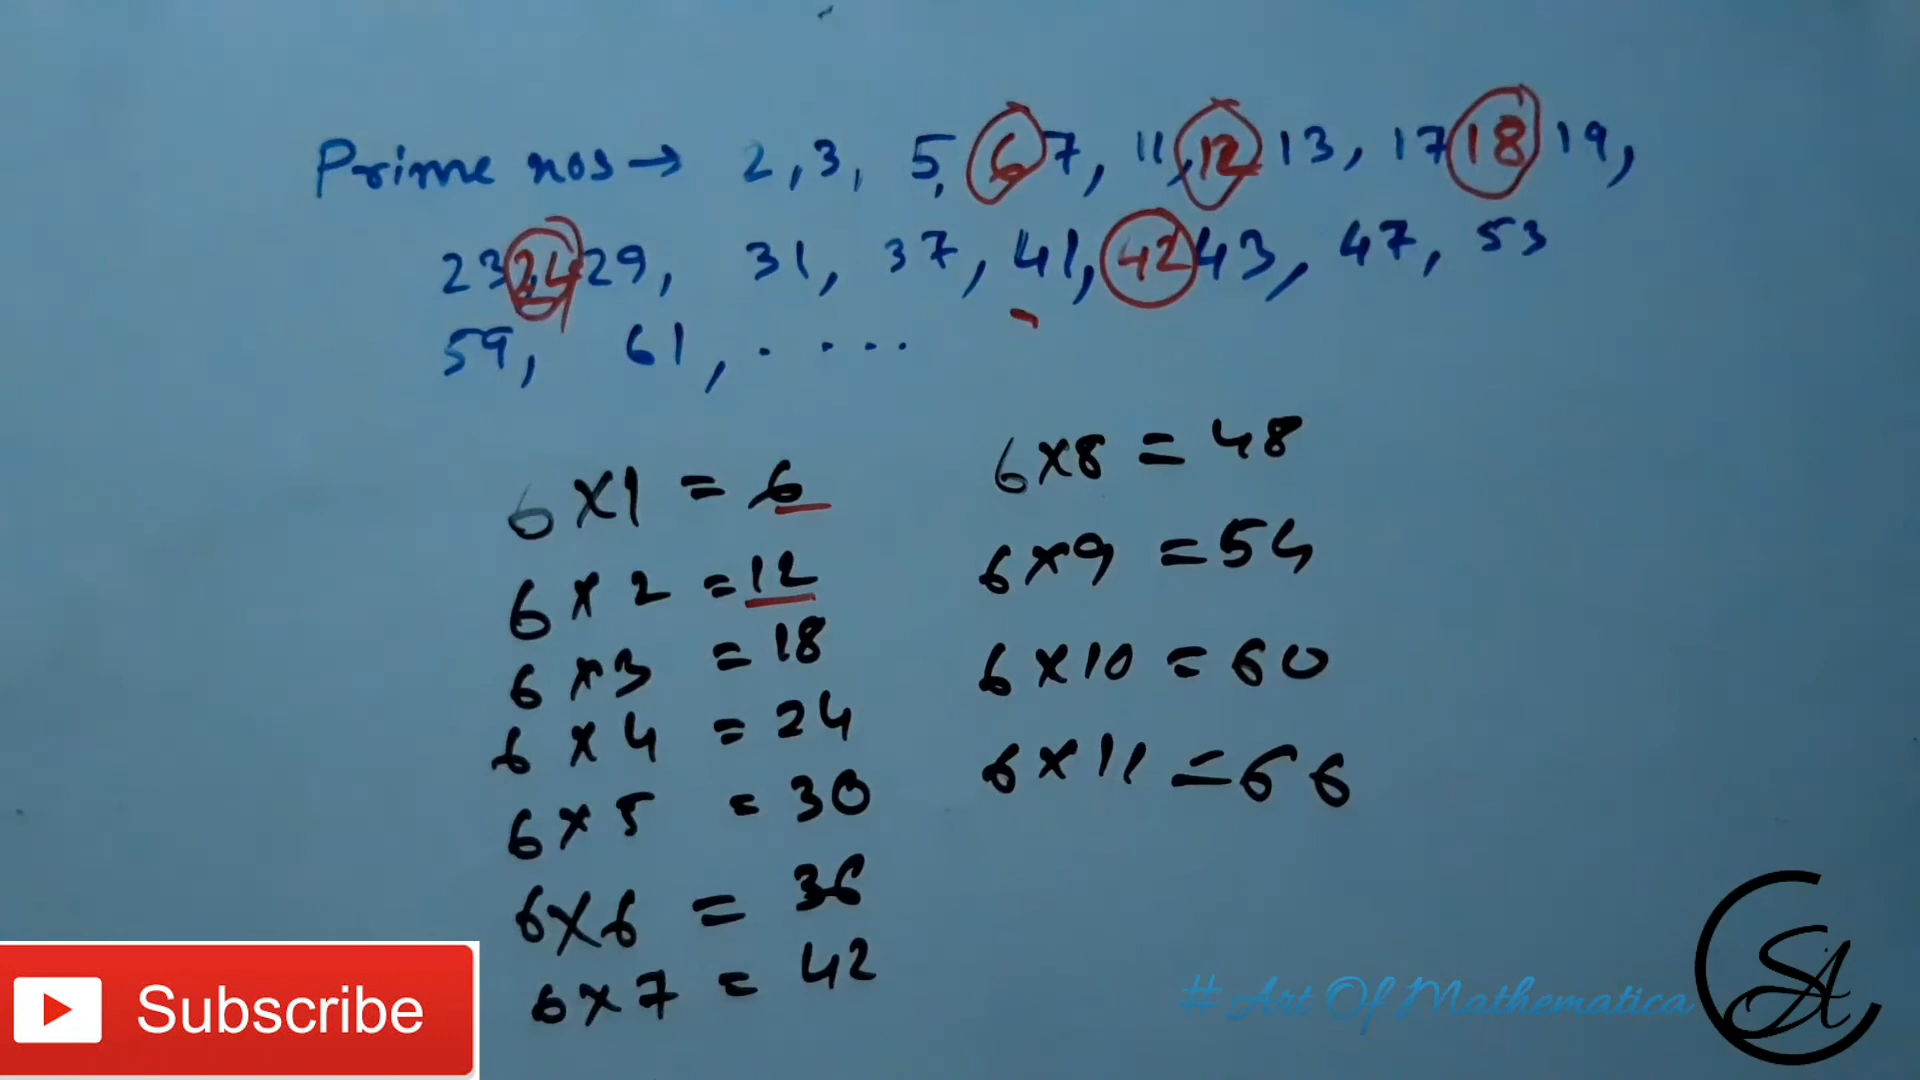 Prime nos → 2, 3, 5, 6 7, 11, 12 13, 17 18 19,
23, 24 29, 31, 37, 41, 42 43, 47, 53
59, 61, . . . . .
6 × 1 = 6
6 × 2 = 12
6 × 3 = 18
6 × 4 = 24
6 × 5 = 30
6 × 6 = 36
6 × 7 = 42
6 × 8 = 48
6 × 9 = 54
6 × 10 = 60
6 × 11 = 66
Subscribe
# Art Of Mathematica
SA